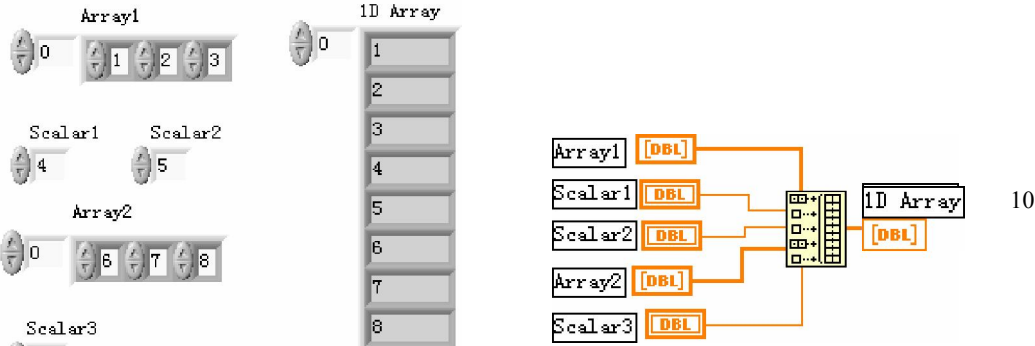 Array1
0 1 2 3
Scalar1 Scalar2
4 5
Array2
0 6 7 8
Scalar3
1D Array
0 1
2
3
4
5
6
7
8
Array1 [DBL]
Scalar1 DBL
Scalar2 DBL
Array2 [DBL]
Scalar3 DBL
1D Array
[DBL]
10